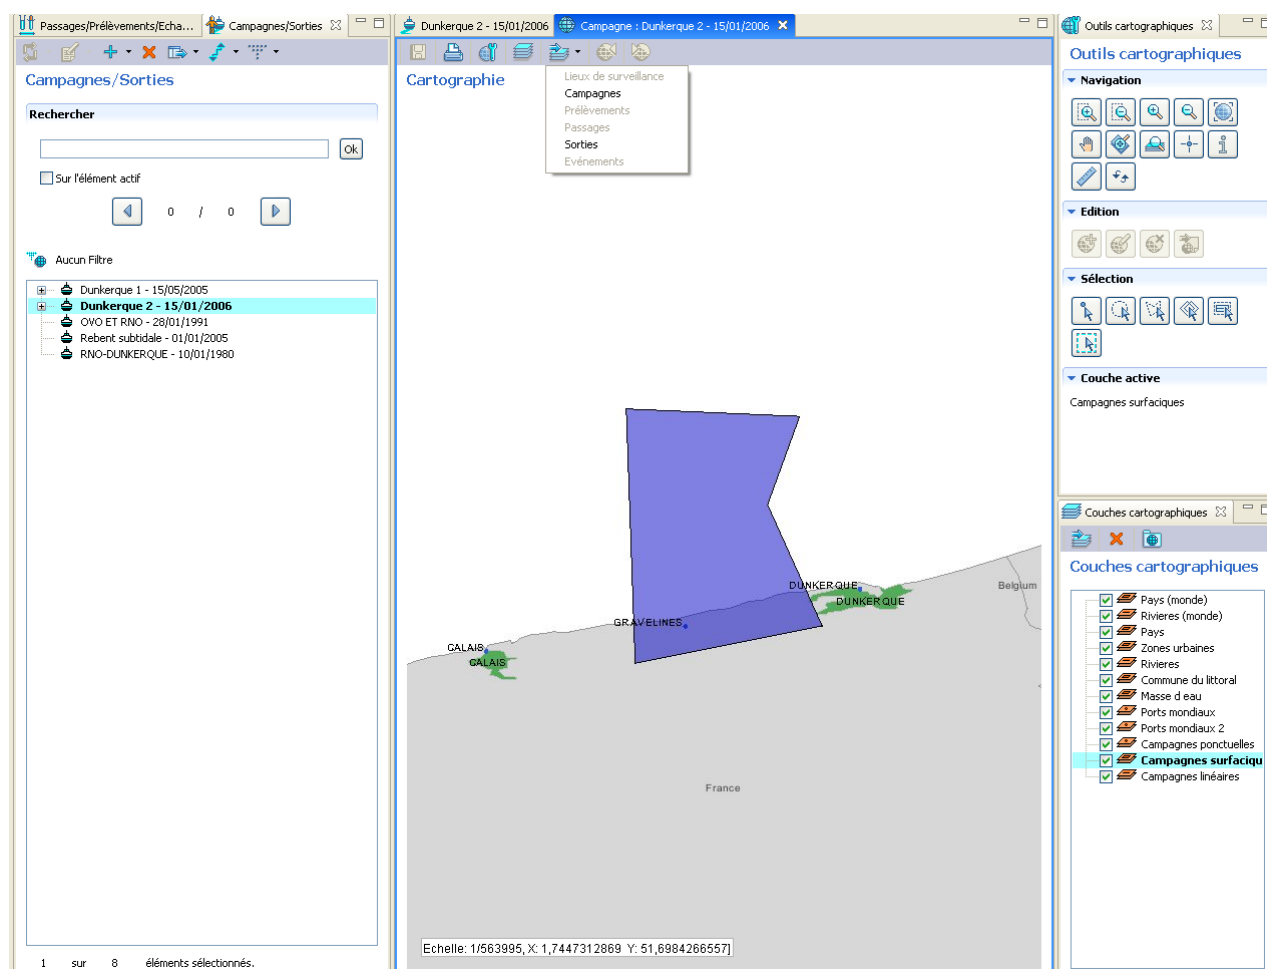 Passages/Prélèvements/Echa...
Campagnes/Sorties
Campagnes/Sorties
Rechercher
Ok
Sur l'élément actif
0 / 0
Aucun Filtre
Dunkerque 1 - 15/05/2005
Dunkerque 2 - 15/01/2006
OVO ET RNO - 28/01/1991
Rebent subtidale - 01/01/2005
RNO-DUNKERQUE - 10/01/1980
1 sur 8 éléments sélectionnés.
Dunkerque 2 - 15/01/2006
Campagne : Dunkerque 2 - 15/01/2006
Cartographie
Lieux de surveillance
Campagnes
Prélèvements
Passages
Sorties
Evénements
DUNKERQUE
Belgium
DUNKERQUE
GRAVELINES
CALAIS
CALAIS
France
Echelle: 1/563995, X: 1,7447312869 Y: 51,6984266557]
Outils cartographiques
Outils cartographiques
Navigation
Edition
Sélection
Couche active
Campagnes surfaciques
Couches cartographiques
Couches cartographiques
Pays (monde)
Rivieres (monde)
Pays
Zones urbaines
Rivieres
Commune du littoral
Masse d eau
Ports mondiaux
Ports mondiaux 2
Campagnes ponctuelles
Campagnes surfaciqu
Campagnes linéaires